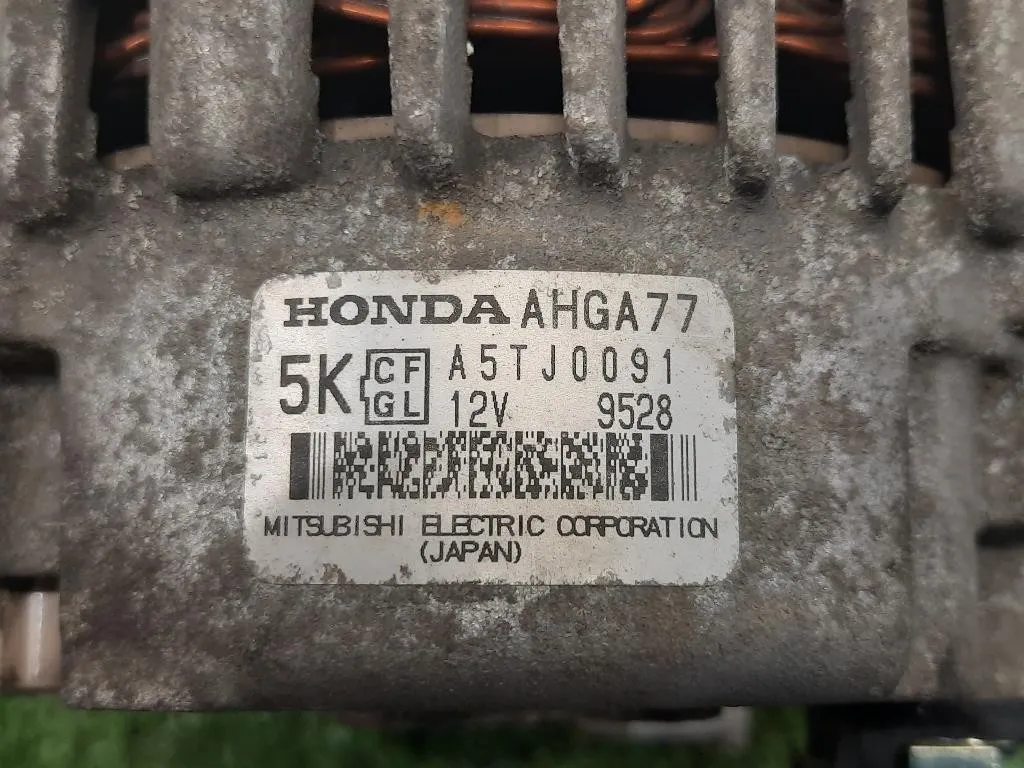 HONDA AHGA77
5K CF A5TJ0091
GL 12V 9528
MITSUBISHI ELECTRIC CORPORATION
(JAPAN)